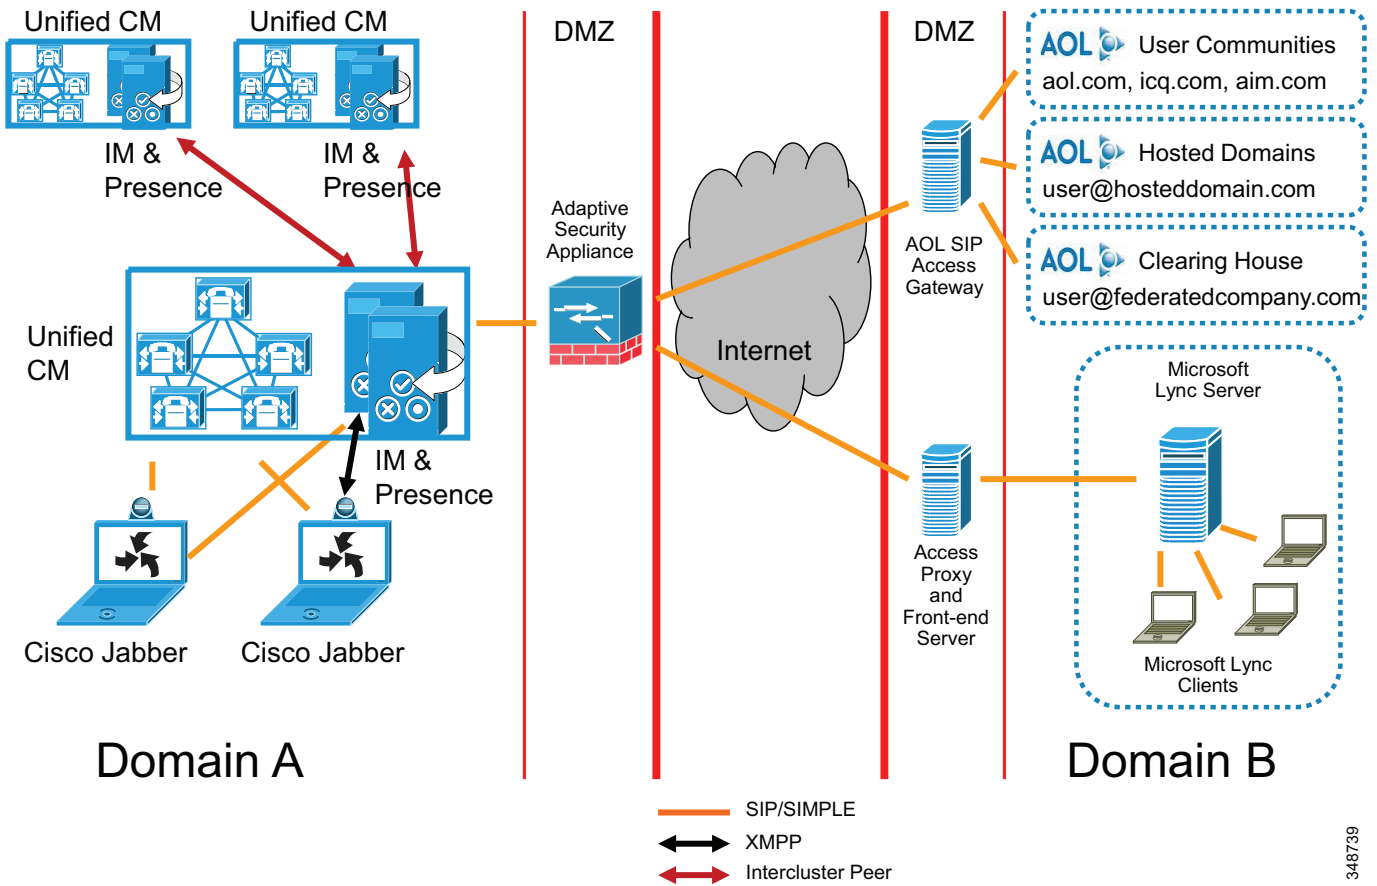 Unified CM
Unified CM
DMZ
DMZ
AOL User Communities
aol.com, icq.com, aim.com
IM &
Presence
IM &
Presence
AOL Hosted Domains
user@hosteddomain.com
Adaptive
Security
Appliance
AOL SIP
Access
Gateway
AOL Clearing House
user@federatedcompany.com
Unified
CM
Internet
Microsoft
Lync Server
IM &
Presence
Access
Proxy
and
Front-end
Server
Cisco Jabber
Cisco Jabber
Microsoft Lync
Clients
Domain A
Domain B
SIP/SIMPLE
XMPP
Intercluster Peer
348739